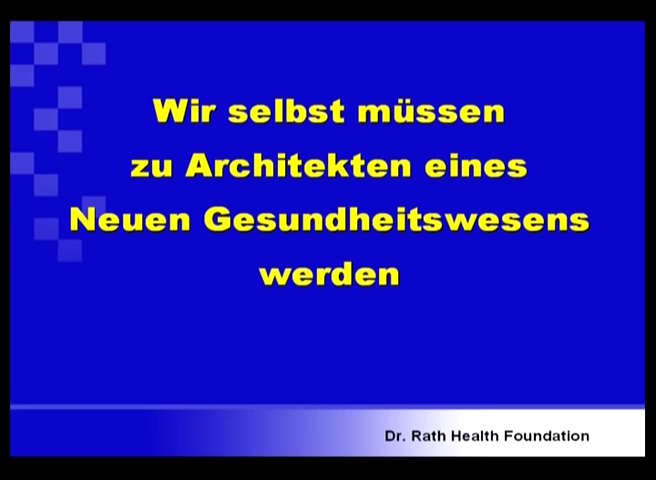 Wir selbst müssen
zu Architekten eines
Neuen Gesundheitswesens
werden
Dr. Rath Health Foundation